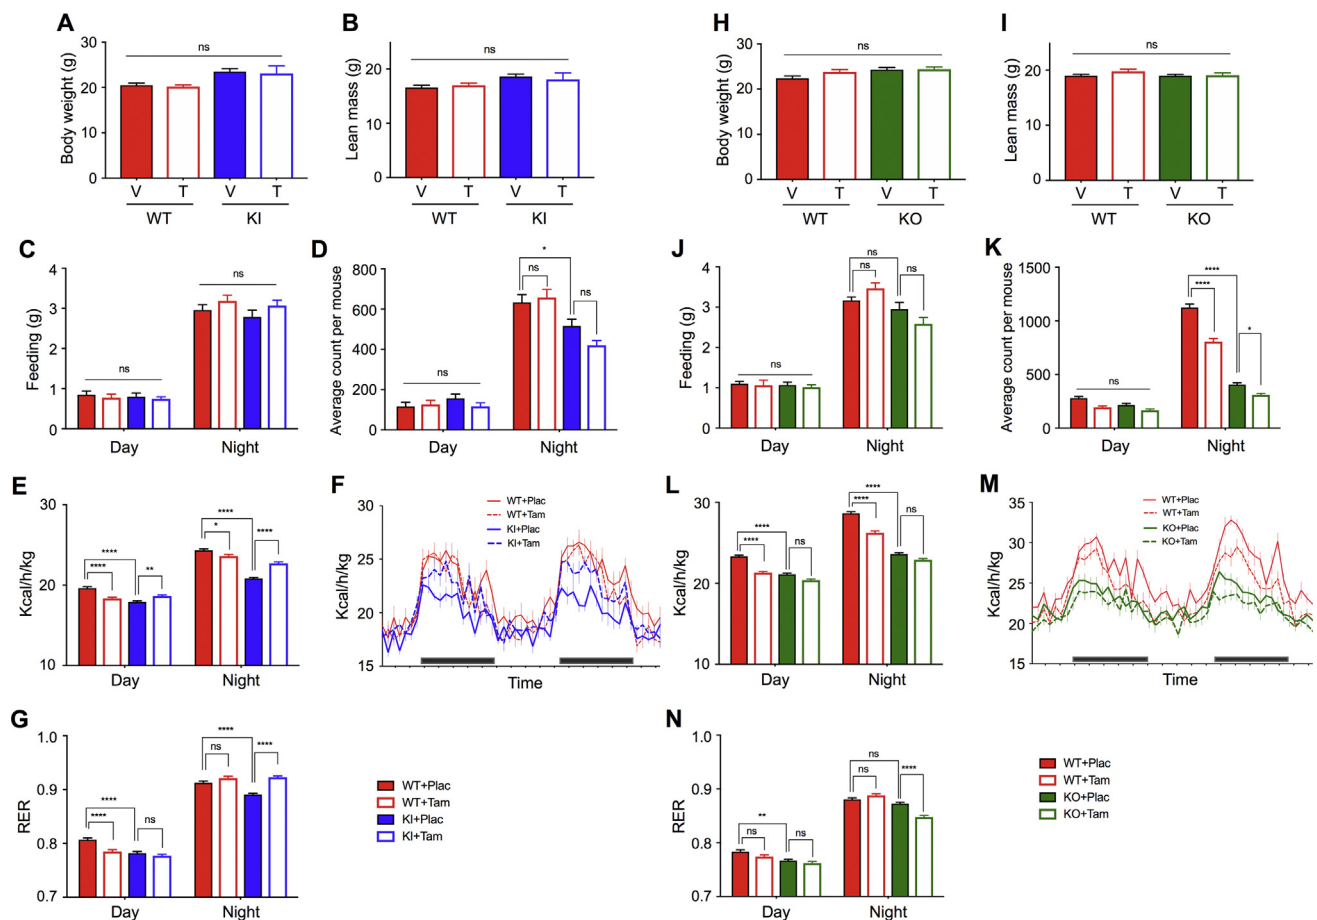 A
Body weight (g)
30
20
10
0
ns
V T V T
WT KI
B
Lean mass (g)
20
10
0
ns
V T V T
WT KI
H
Body weight (g)
30
20
10
0
ns
V T V T
WT KO
I
Lean mass (g)
20
10
0
ns
V T V T
WT KO
C
Feeding (g)
4
3
2
1
0
ns
ns
Day Night
D
Average count per mouse
800
600
400
200
0
ns
*
ns
ns
Day Night
J
Feeding (g)
4
3
2
1
0
ns
ns
ns
ns
Day Night
K
Average count per mouse
1500
1000
500
0
ns
****
****
*
Day Night
E
Kcal/h/kg
30
20
10
****
****
**
****
*
****
Day Night
F
Kcal/h/kg
30
25
20
15
WT+Plac
WT+Tam
KI+Plac
KI+Tam
Time
L
Kcal/h/kg
30
20
10
****
****
ns
****
****
ns
Day Night
M
Kcal/h/kg
35
30
25
20
15
WT+Plac
WT+Tam
KO+Plac
KO+Tam
Time
G
RER
1.0
0.9
0.8
0.7
****
****
ns
****
ns
****
Day Night
WT+Plac
WT+Tam
KI+Plac
KI+Tam
N
RER
1.0
0.9
0.8
0.7
**
ns
ns
ns
ns
****
Day Night
WT+Plac
WT+Tam
KO+Plac
KO+Tam